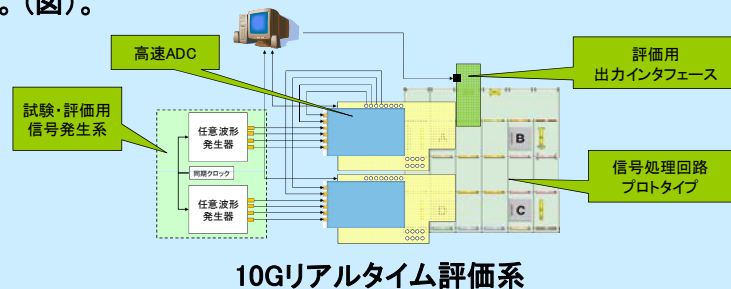 。(図)。
高速ADC
評価用
出力インタフェース
試験・評価用
信号発生系
任意波形
発生器
同期クロック
任意波形
発生器
A
B
信号処理回路
プロトタイプ
D
C
10Gリアルタイム評価系